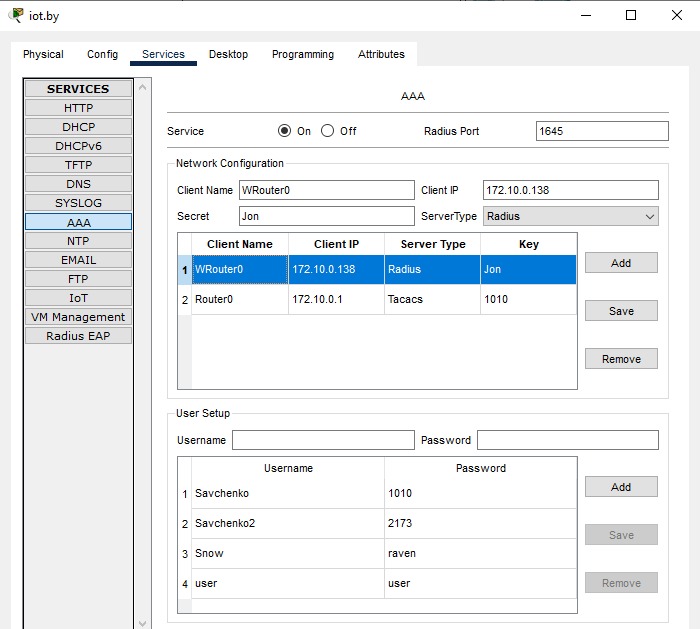 iot.by
Physical Config Services Desktop Programming Attributes
SERVICES
HTTP
DHCP
DHCPv6
TFTP
DNS
SYSLOG
AAA
NTP
EMAIL
FTP
IoT
VM Management
Radius EAP
AAA
Service On Off Radius Port 1645
Network Configuration
Client Name WRouter0 Client IP 172.10.0.138
Secret Jon ServerType Radius
Client Name Client IP Server Type Key
1 WRouter0 172.10.0.138 Radius Jon
2 Router0 172.10.0.1 Tacacs 1010
Add
Save
Remove
User Setup
Username Password
Username Password
1 Savchenko 1010
2 Savchenko2 2173
3 Snow raven
4 user user
Add
Save
Remove